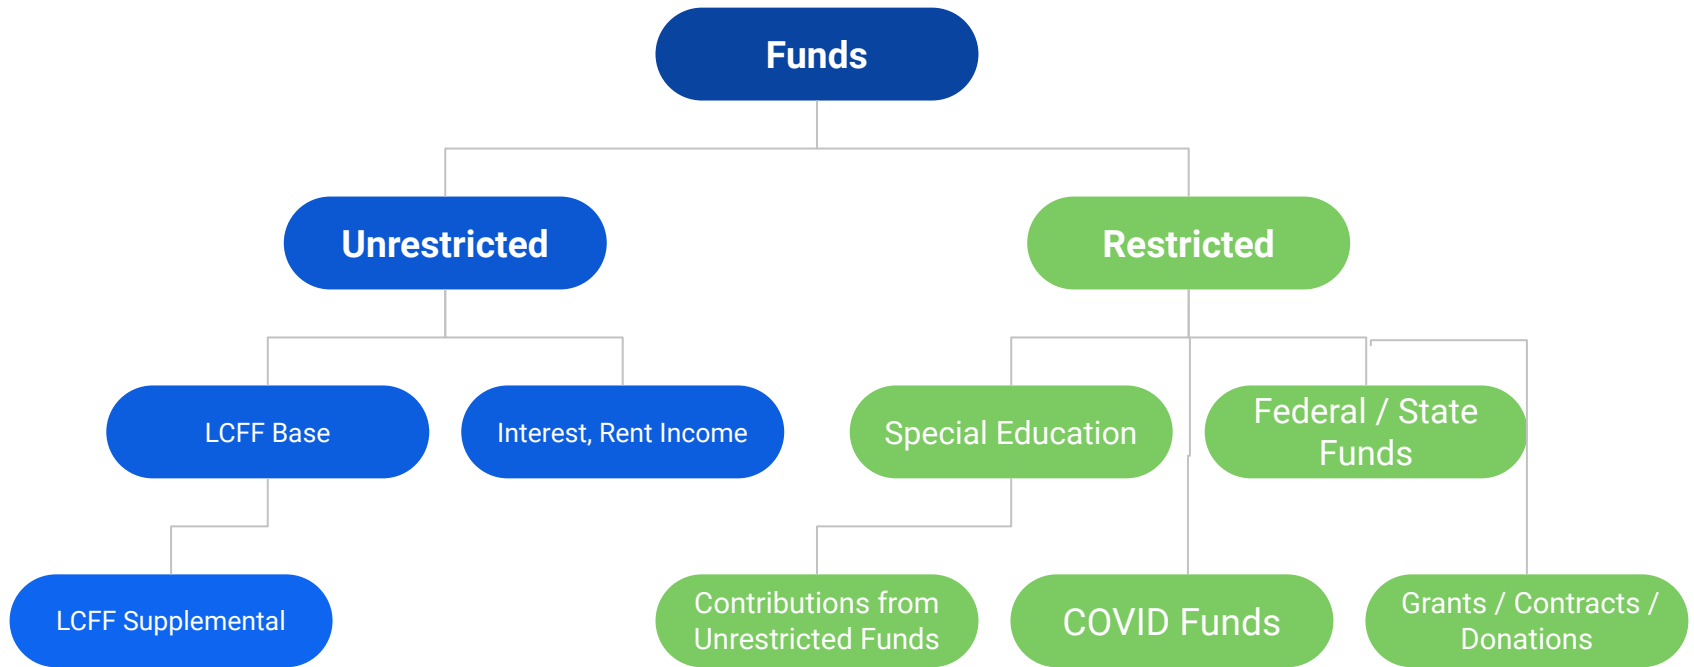 Funds
Unrestricted
Restricted
LCFF Base
Interest, Rent Income
Special Education
Federal / State
Funds
LCFF Supplemental
Contributions from
Unrestricted Funds
COVID Funds
Grants / Contracts /
Donations